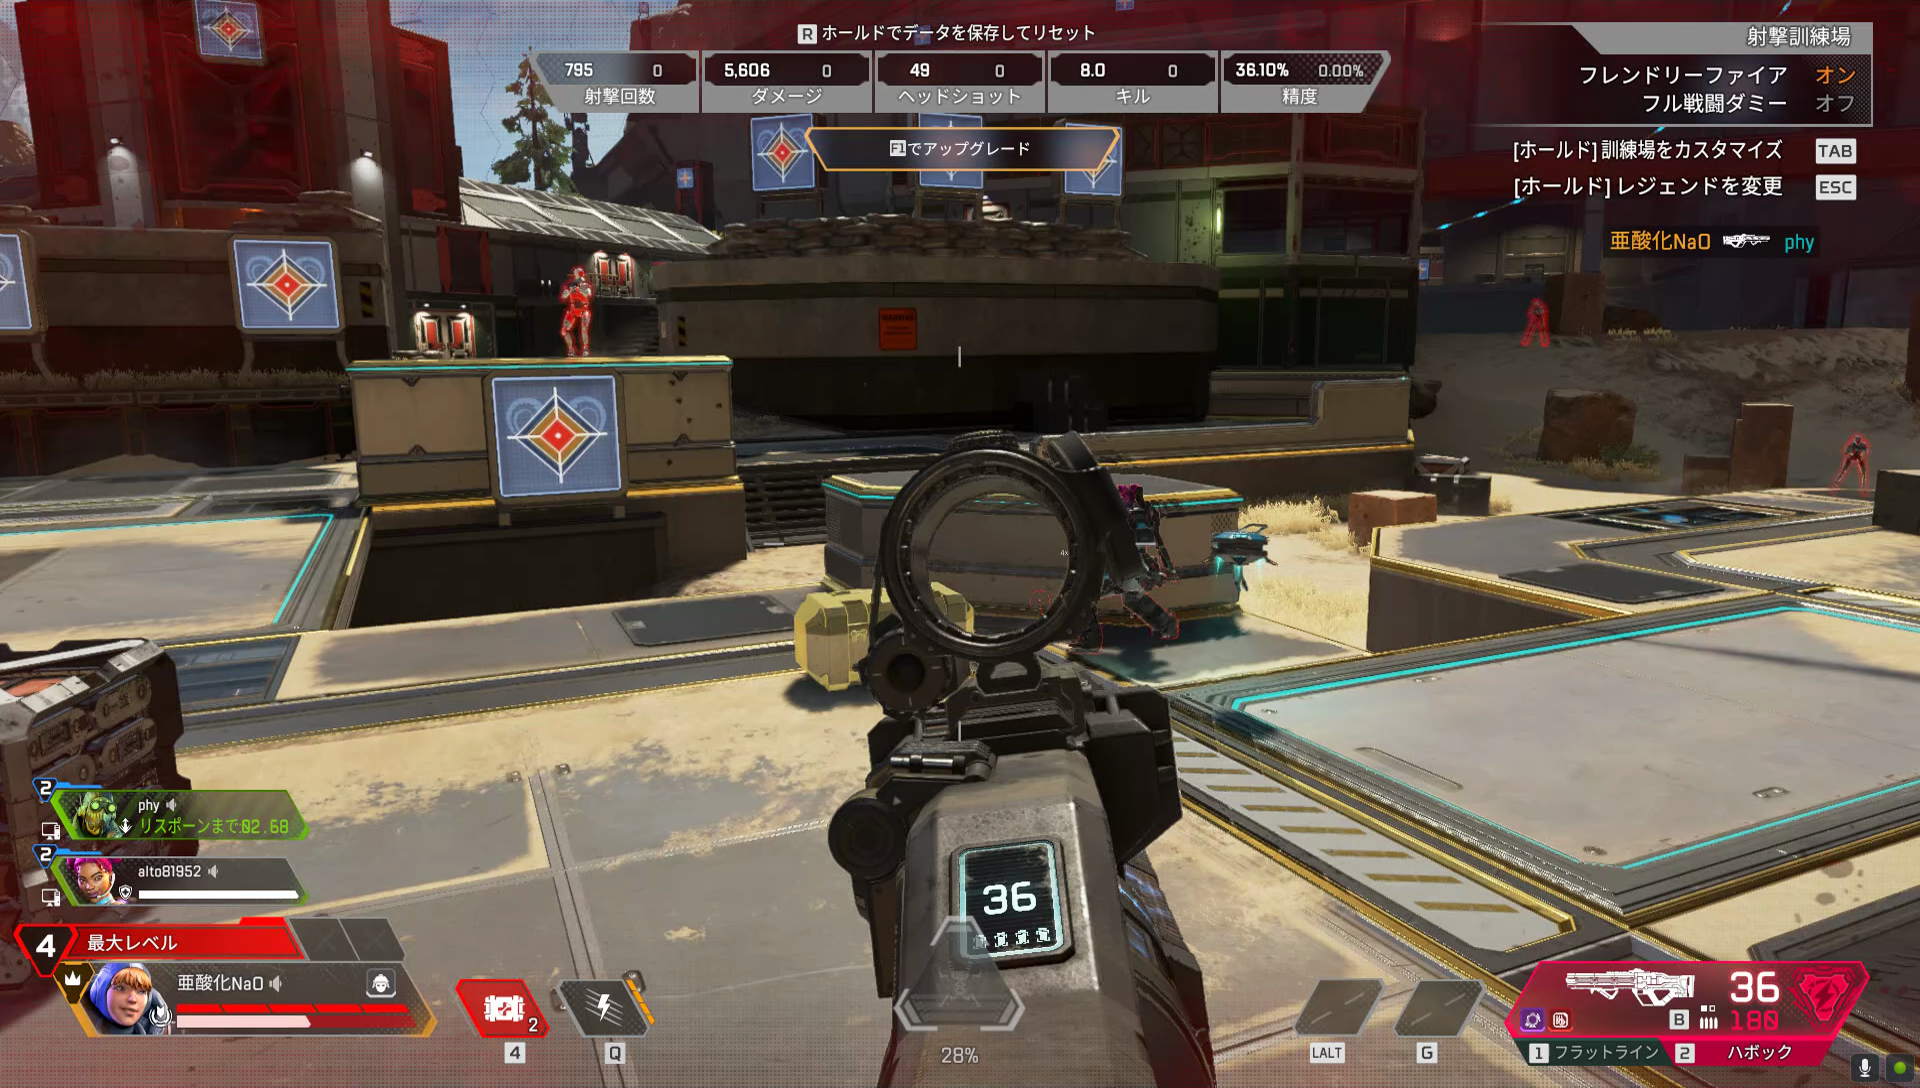 R ホールドでデータを保存してリセット
795 0 5,606 0 49 0 8.0 0 36.10% 0.00%
射撃回数 ダメージ ヘッドショット キル 精度
F1でアップグレード
射撃訓練場
フレンドリーファイア オン
フル戦闘ダミー オフ
[ホールド]訓練場をカスタマイズ TAB
[ホールド]レジェンドを変更 ESC
亜酸化NaO phy
WARNING
4x
36
2
phy
リスポーンまで:02.68
2
alto81952
4 最大レベル
亜酸化NaO
2
4 Q
28%
LALT G
36
B 180
1 フラットライン 2 ハボック